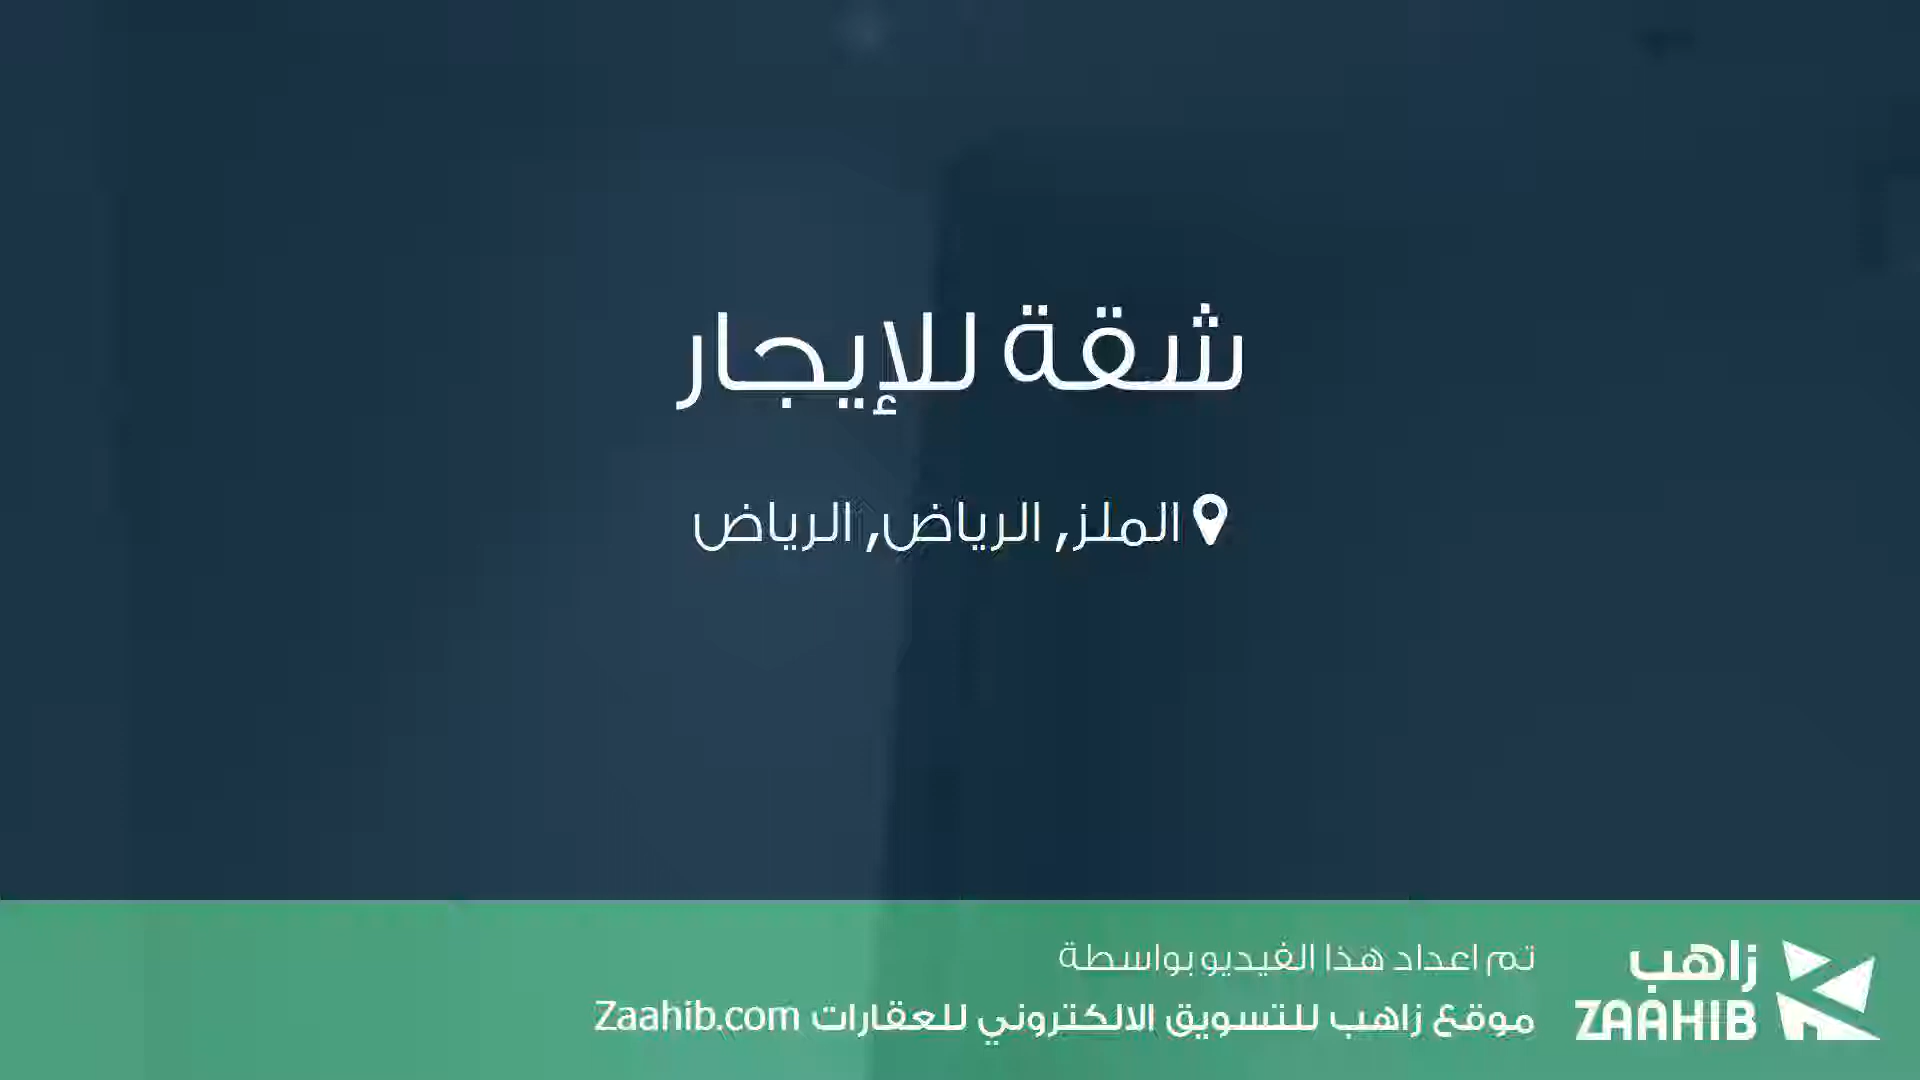 شقة للإيجار
الملز, الرياض, الرياض
تم اعداد هذا الفيديو بواسطة
موقع زاهب للتسويق الالكتروني للعقارات Zaahib.com
زاهب
ZAAHIB